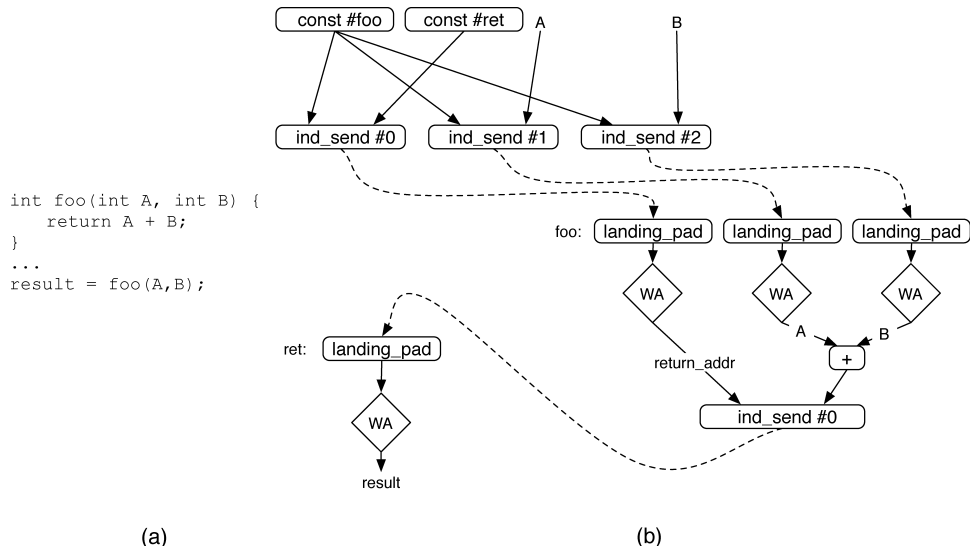 const #foo
const #ret
A
B
ind_send #0
ind_send #1
ind_send #2
int foo(int A, int B) {
   return A + B;
}
...
result = foo(A,B);
foo:
landing_pad
landing_pad
landing_pad
WA
WA
WA
A
B
ret:
landing_pad
+
return_addr
ind_send #0
WA
result
(a)
(b)